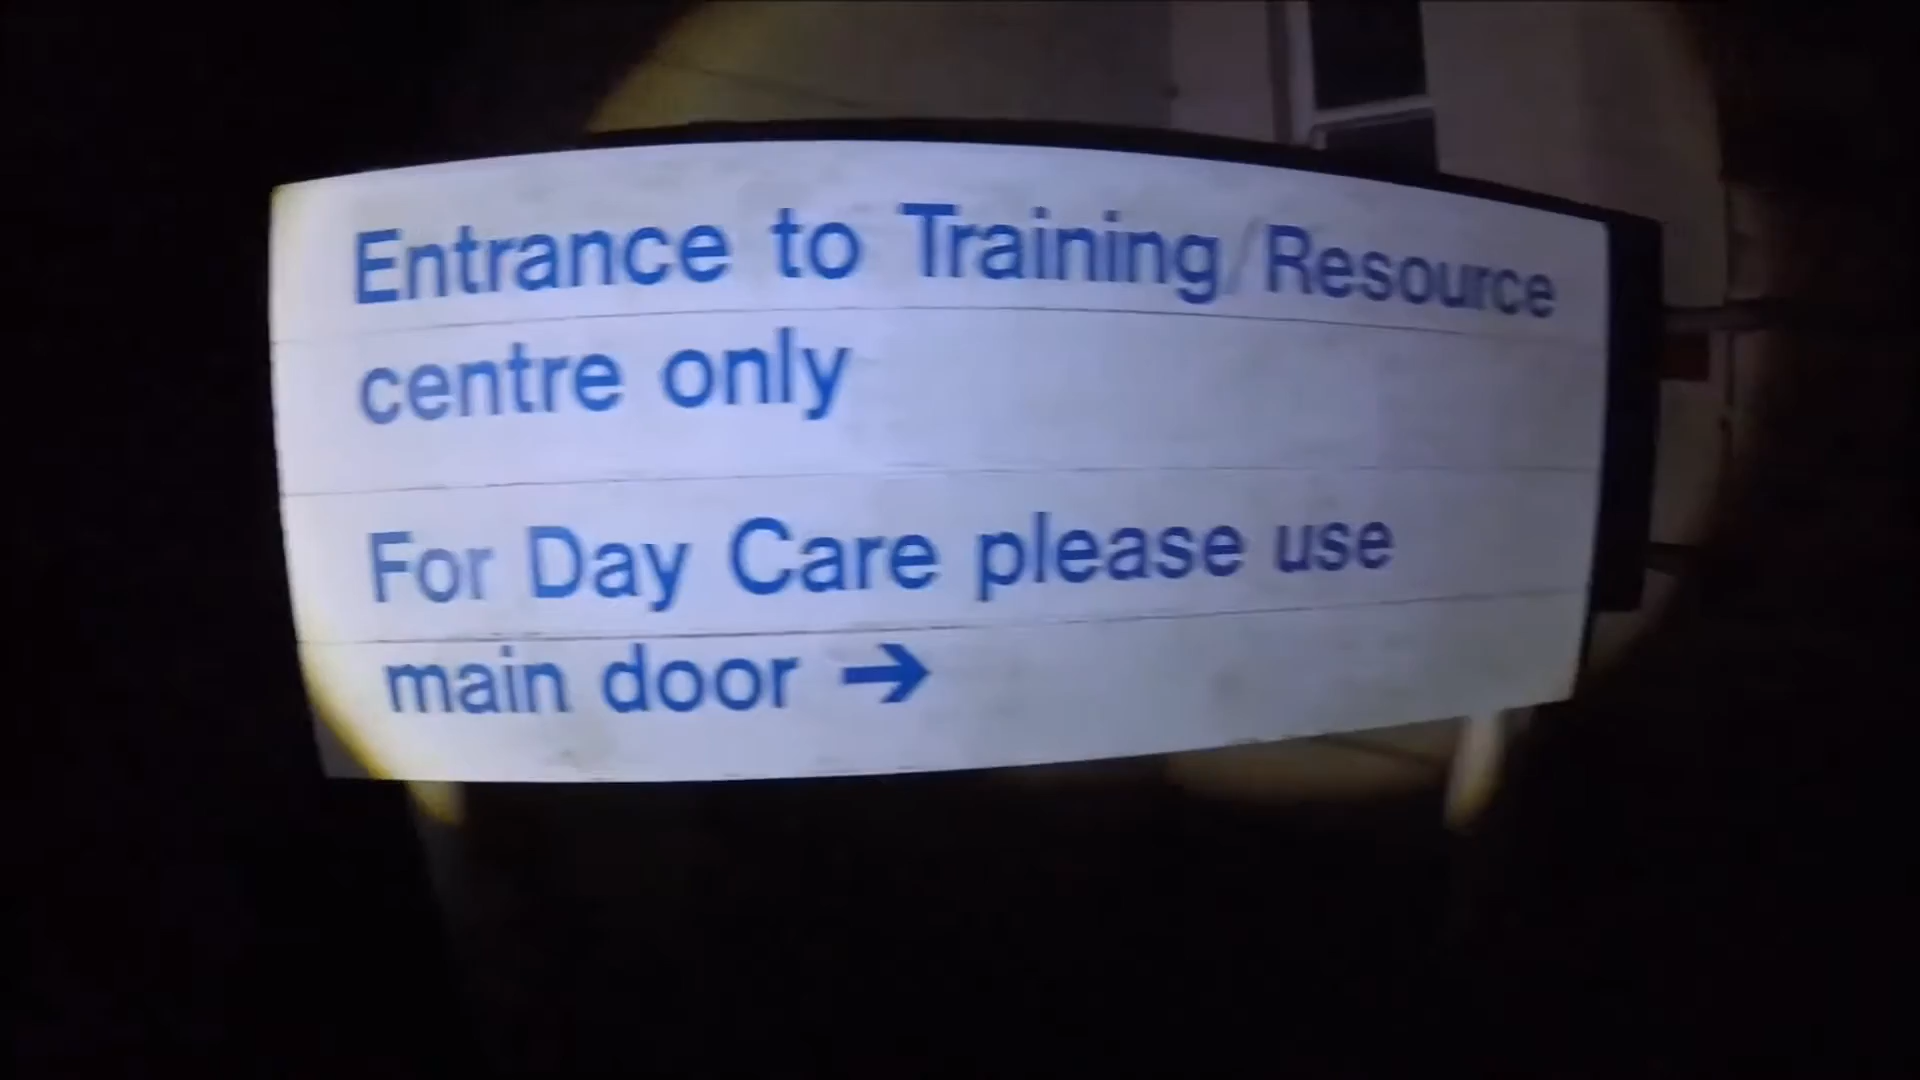 Entrance to Training/Resource
centre only
For Day Care please use
main door →